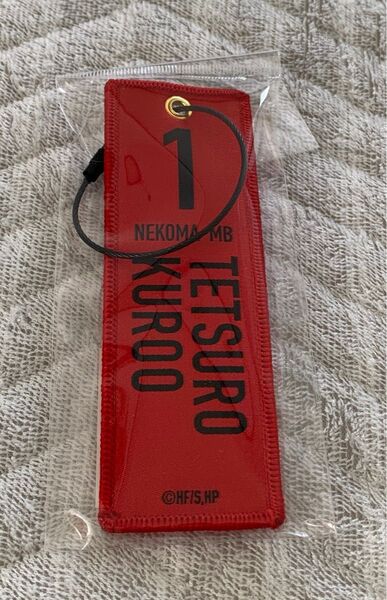 1
NEKOMA MB
TETSURO
KUROO
©HF/S,HP